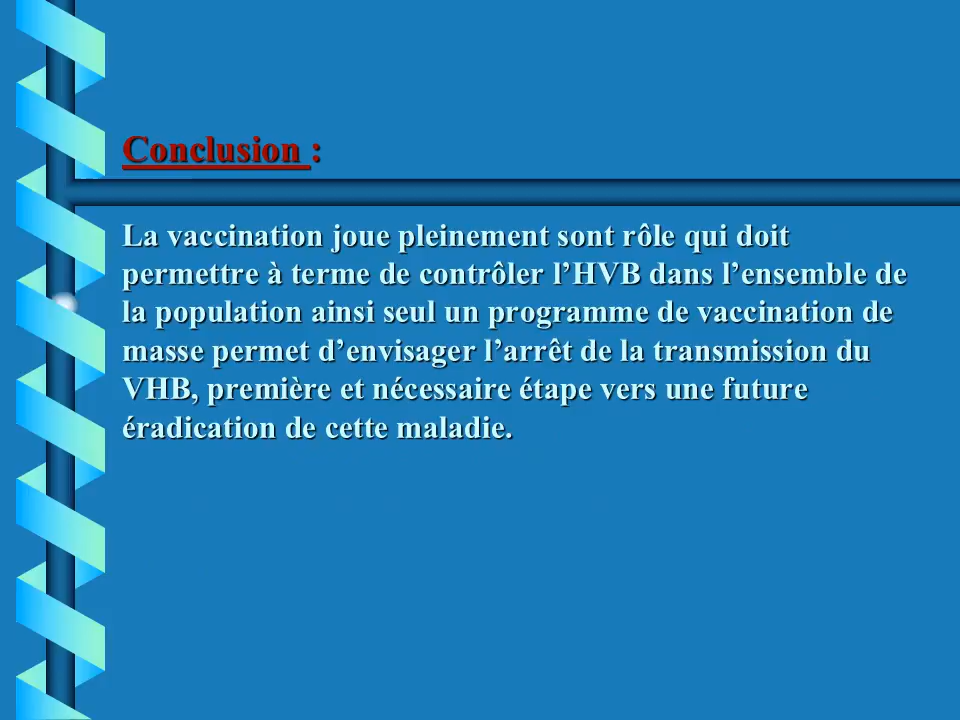 Conclusion :
La vaccination joue pleinement sont rôle qui doit
permettre à terme de contrôler l’HVB dans l’ensemble de
la population ainsi seul un programme de vaccination de
masse permet d’envisager l’arrêt de la transmission du
VHB, première et nécessaire étape vers une future
éradication de cette maladie.